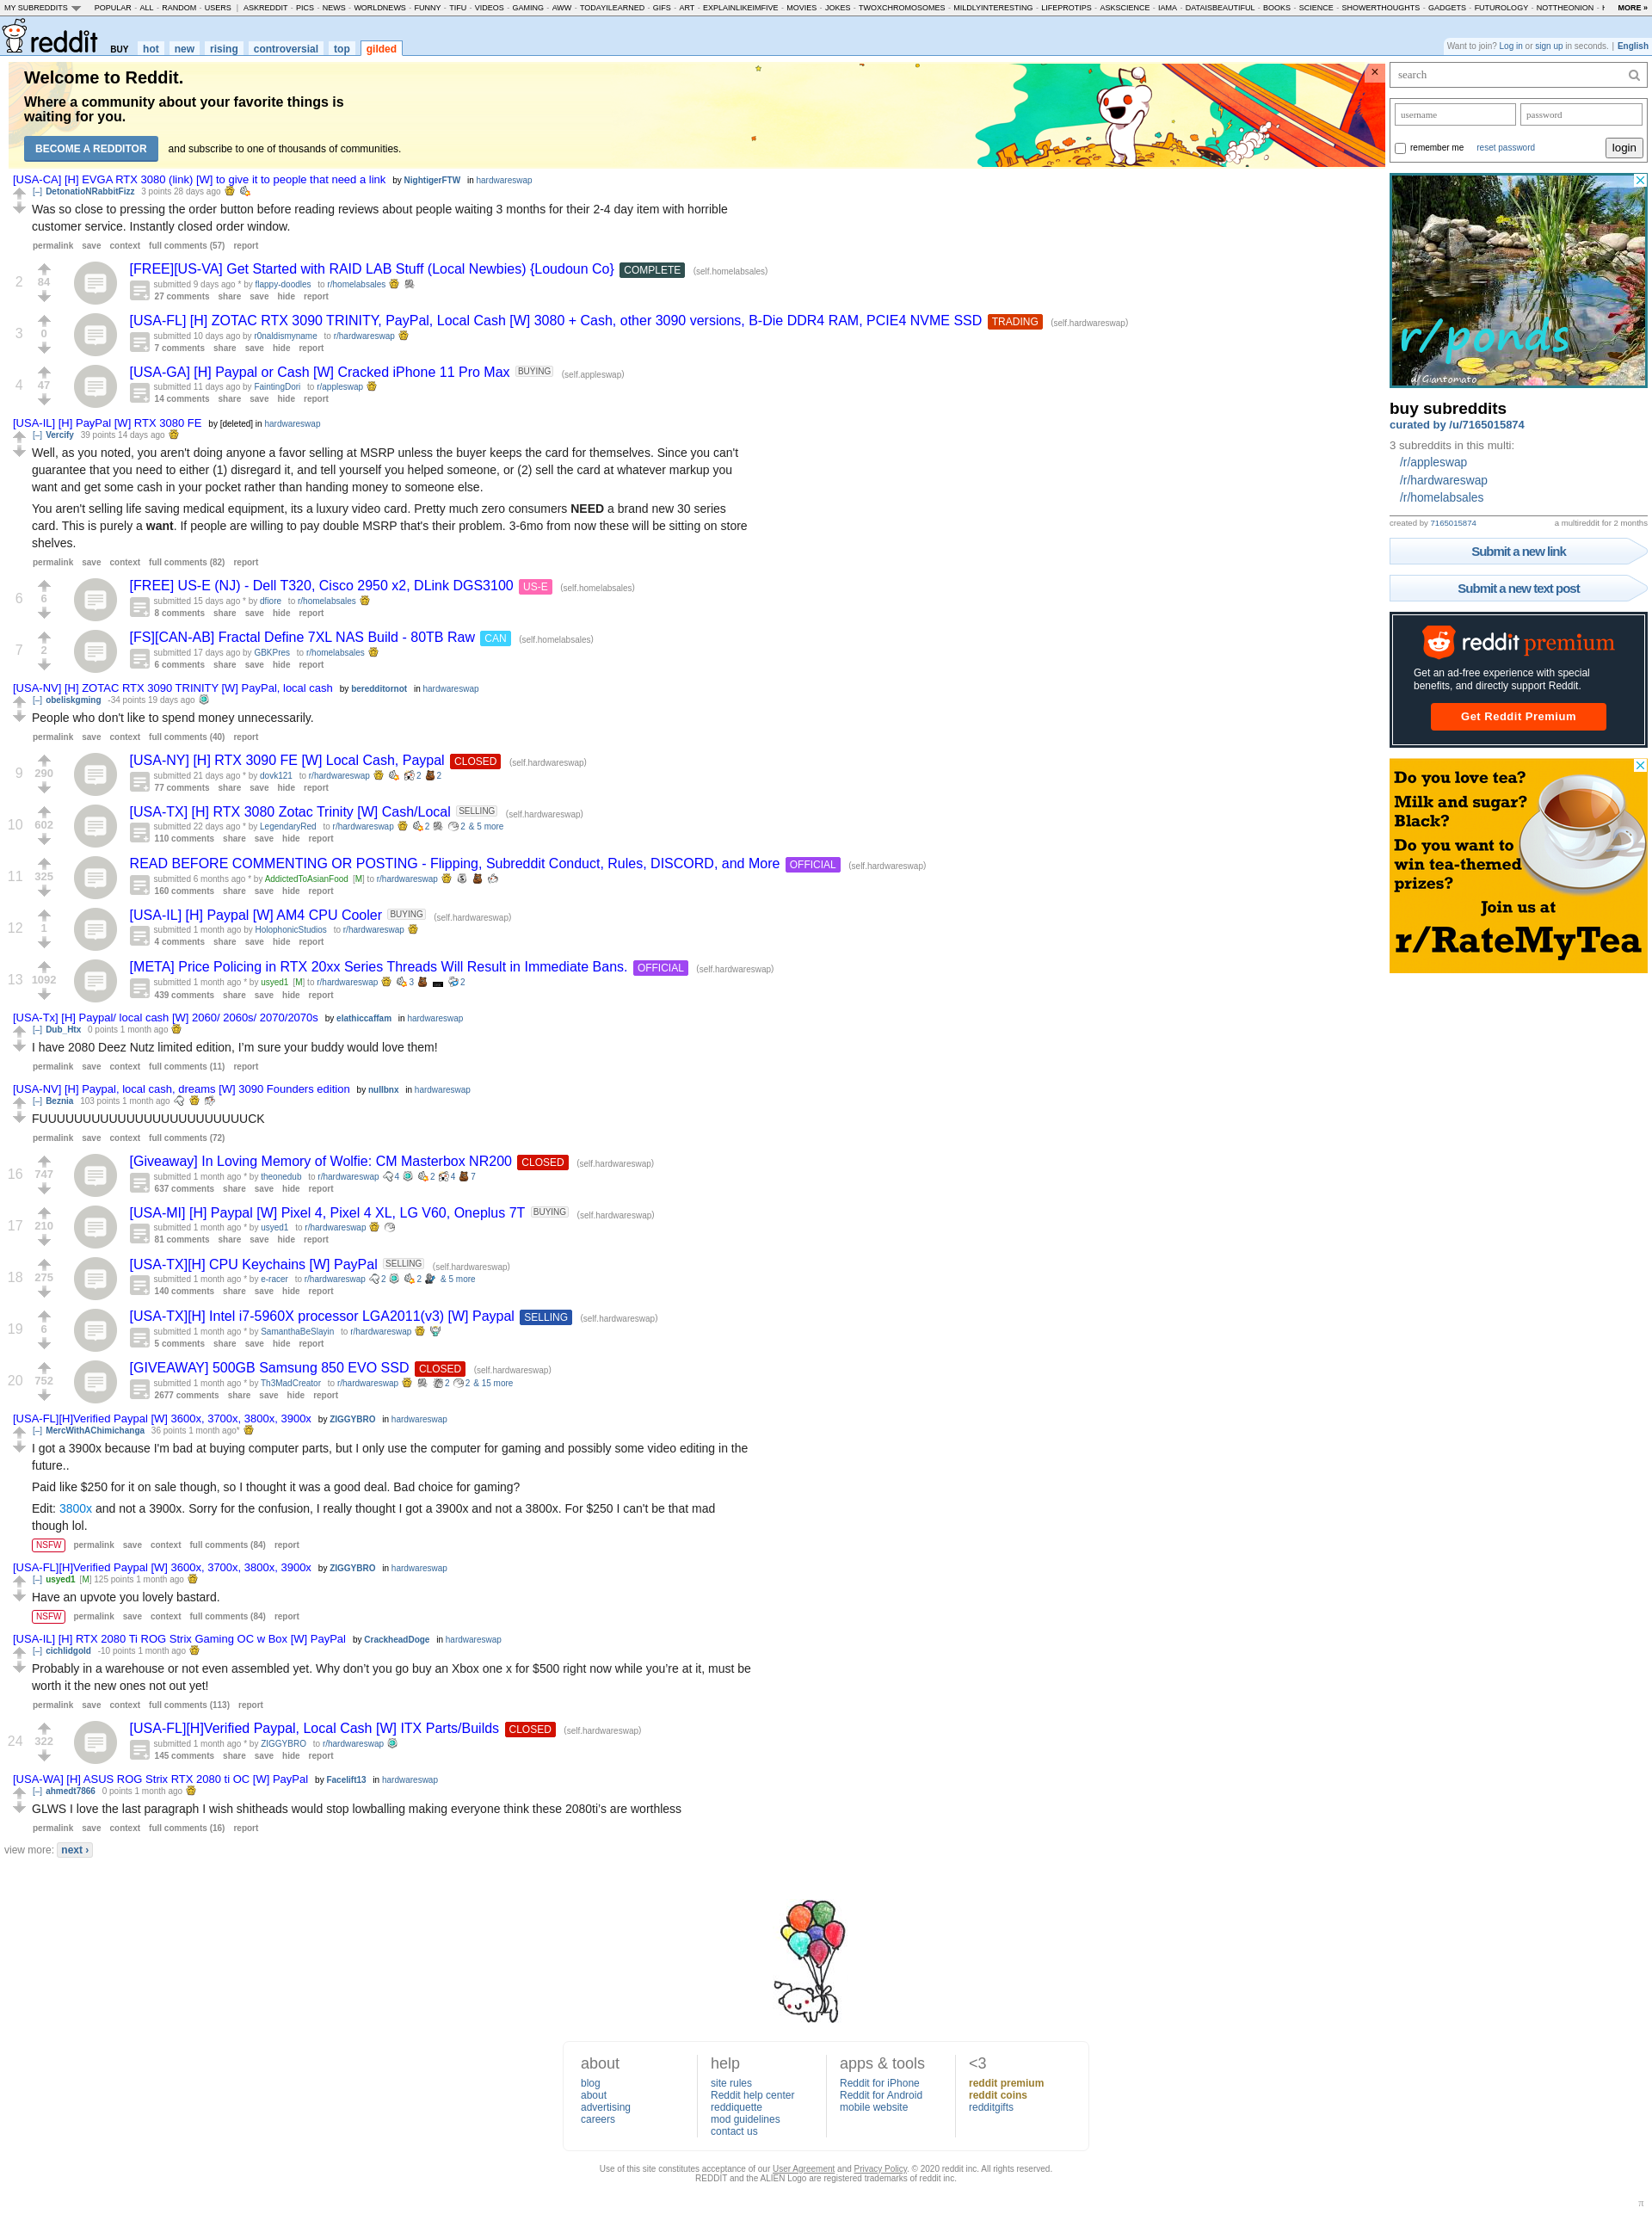 MY SUBREDDITS POPULAR - ALL - RANDOM - USERS | ASKREDDIT - PICS - NEWS - WORLDNEWS - FUNNY - TIFU - VIDEOS - GAMING - AWW - TODAYILEARNED - GIFS - ART - EXPLAINLIKEIMFIVE - MOVIES - JOKES - TWOXCHROMOSOMES - MILDLYINTERESTING - LIFEPROTIPS - ASKSCIENCE - IAMA - DATAISBEAUTIFUL - BOOKS - SCIENCE - SHOWERTHOUGHTS - GADGETS - FUTUROLOGY - NOTTHEONION - MORE »
reddit BUY hot new rising controversial top gilded
Want to join? Log in or sign up in seconds. | English
Welcome to Reddit.
Where a community about your favorite things is
waiting for you.
BECOME A REDDITOR and subscribe to one of thousands of communities.
[USA-CA] [H] EVGA RTX 3080 (link) [W] to give it to people that need a link by NightigerFTW in hardwareswap
[–] DetonatioNRabbitFizz 3 points 28 days ago
Was so close to pressing the order button before reading reviews about people waiting 3 months for their 2-4 day item with horrible
customer service. Instantly closed order window.
permalink save context full comments (57) report
2 84 [FREE][US-VA] Get Started with RAID LAB Stuff (Local Newbies) {Loudoun Co} COMPLETE (self.homelabsales)
submitted 9 days ago * by flappy-doodles to r/homelabsales
27 comments share save hide report
3 0 [USA-FL] [H] ZOTAC RTX 3090 TRINITY, PayPal, Local Cash [W] 3080 + Cash, other 3090 versions, B-Die DDR4 RAM, PCIE4 NVME SSD TRADING (self.hardwareswap)
submitted 10 days ago by r0naldismyname to r/hardwareswap
7 comments share save hide report
4 47 [USA-GA] [H] Paypal or Cash [W] Cracked iPhone 11 Pro Max BUYING (self.appleswap)
submitted 11 days ago by FaintingDori to r/appleswap
14 comments share save hide report
[USA-IL] [H] PayPal [W] RTX 3080 FE by [deleted] in hardwareswap
[–] Vercify 39 points 14 days ago
Well, as you noted, you aren't doing anyone a favor selling at MSRP unless the buyer keeps the card for themselves. Since you can't
guarantee that you need to either (1) disregard it, and tell yourself you helped someone, or (2) sell the card at whatever markup you
want and get some cash in your pocket rather than handing money to someone else.
You aren't selling life saving medical equipment, its a luxury video card. Pretty much zero consumers NEED a brand new 30 series
card. This is purely a want. If people are willing to pay double MSRP that's their problem. 3-6mo from now these will be sitting on store
shelves.
permalink save context full comments (82) report
6 6 [FREE] US-E (NJ) - Dell T320, Cisco 2950 x2, DLink DGS3100 US-E (self.homelabsales)
submitted 15 days ago * by dfiore to r/homelabsales
8 comments share save hide report
7 2 [FS][CAN-AB] Fractal Define 7XL NAS Build - 80TB Raw CAN (self.homelabsales)
submitted 17 days ago by GBKPres to r/homelabsales
6 comments share save hide report
[USA-NV] [H] ZOTAC RTX 3090 TRINITY [W] PayPal, local cash by beredditornot in hardwareswap
[–] obeliskgming -34 points 19 days ago
People who don't like to spend money unnecessarily.
permalink save context full comments (40) report
9 290 [USA-NY] [H] RTX 3090 FE [W] Local Cash, Paypal CLOSED (self.hardwareswap)
submitted 21 days ago * by dovk121 to r/hardwareswap 2 2
77 comments share save hide report
10 602 [USA-TX] [H] RTX 3080 Zotac Trinity [W] Cash/Local SELLING (self.hardwareswap)
submitted 22 days ago * by LegendaryRed to r/hardwareswap 2 2 & 5 more
110 comments share save hide report
11 325 READ BEFORE COMMENTING OR POSTING - Flipping, Subreddit Conduct, Rules, DISCORD, and More OFFICIAL (self.hardwareswap)
submitted 6 months ago * by AddictedToAsianFood [M] to r/hardwareswap
160 comments share save hide report
12 1 [USA-IL] [H] Paypal [W] AM4 CPU Cooler BUYING (self.hardwareswap)
submitted 1 month ago by HolophonicStudios to r/hardwareswap
4 comments share save hide report
13 1092 [META] Price Policing in RTX 20xx Series Threads Will Result in Immediate Bans. OFFICIAL (self.hardwareswap)
submitted 1 month ago * by usyed1 [M] to r/hardwareswap 3 2
439 comments share save hide report
[USA-Tx] [H] Paypal/ local cash [W] 2060/ 2060s/ 2070/2070s by elathiccaffam in hardwareswap
[–] Dub_Htx 0 points 1 month ago
I have 2080 Deez Nutz limited edition, I'm sure your buddy would love them!
permalink save context full comments (11) report
[USA-NV] [H] Paypal, local cash, dreams [W] 3090 Founders edition by nullbnx in hardwareswap
[–] Beznia 103 points 1 month ago
FUUUUUUUUUUUUUUUUUUUUUUUUCK
permalink save context full comments (72)
16 747 [Giveaway] In Loving Memory of Wolfie: CM Masterbox NR200 CLOSED (self.hardwareswap)
submitted 1 month ago * by theonedub to r/hardwareswap 4 2 4 7
637 comments share save hide report
17 210 [USA-MI] [H] Paypal [W] Pixel 4, Pixel 4 XL, LG V60, Oneplus 7T BUYING (self.hardwareswap)
submitted 1 month ago * by usyed1 to r/hardwareswap
81 comments share save hide report
18 275 [USA-TX][H] CPU Keychains [W] PayPal SELLING (self.hardwareswap)
submitted 1 month ago * by e-racer to r/hardwareswap 2 2 & 5 more
140 comments share save hide report
19 6 [USA-TX][H] Intel i7-5960X processor LGA2011(v3) [W] Paypal SELLING (self.hardwareswap)
submitted 1 month ago * by SamanthaBeSlayin to r/hardwareswap
5 comments share save hide report
20 752 [GIVEAWAY] 500GB Samsung 850 EVO SSD CLOSED (self.hardwareswap)
submitted 1 month ago * by Th3MadCreator to r/hardwareswap 2 2 & 15 more
2677 comments share save hide report
[USA-FL][H]Verified Paypal [W] 3600x, 3700x, 3800x, 3900x by ZIGGYBRO in hardwareswap
[–] MercWithAChimichanga 36 points 1 month ago*
I got a 3900x because I'm bad at buying computer parts, but I only use the computer for gaming and possibly some video editing in the
future..
Paid like $250 for it on sale though, so I thought it was a good deal. Bad choice for gaming?
Edit: 3800x and not a 3900x. Sorry for the confusion, I really thought I got a 3900x and not a 3800x. For $250 I can't be that mad
though lol.
NSFW permalink save context full comments (84) report
[USA-FL][H]Verified Paypal [W] 3600x, 3700x, 3800x, 3900x by ZIGGYBRO in hardwareswap
[–] usyed1 [M] 125 points 1 month ago
Have an upvote you lovely bastard.
NSFW permalink save context full comments (84) report
[USA-IL] [H] RTX 2080 Ti ROG Strix Gaming OC w Box [W] PayPal by CrackheadDoge in hardwareswap
[–] cichlidgold -10 points 1 month ago
Probably in a warehouse or not even assembled yet. Why don't you go buy an Xbox one x for $500 right now while you're at it, must be
worth it the new ones not out yet!
permalink save context full comments (113) report
24 322 [USA-FL][H]Verified Paypal, Local Cash [W] ITX Parts/Builds CLOSED (self.hardwareswap)
submitted 1 month ago * by ZIGGYBRO to r/hardwareswap
145 comments share save hide report
[USA-WA] [H] ASUS ROG Strix RTX 2080 ti OC [W] PayPal by Facelift13 in hardwareswap
[–] ahmedt7866 0 points 1 month ago
GLWS I love the last paragraph I wish shitheads would stop lowballing making everyone think these 2080ti's are worthless
permalink save context full comments (16) report
view more: next ›
search
username password
remember me reset password login
r/ponds
u/Giantomato
buy subreddits
curated by /u/7165015874
3 subreddits in this multi:
/r/appleswap
/r/hardwareswap
/r/homelabsales
created by 7165015874 a multireddit for 2 months
Submit a new link
Submit a new text post
reddit premium
Get an ad-free experience with special
benefits, and directly support Reddit.
Get Reddit Premium
Do you love tea?
Milk and sugar?
Black?
Do you want to
win tea-themed
prizes?
Join us at
r/RateMyTea
about
blog
about
advertising
careers
help
site rules
Reddit help center
reddiquette
mod guidelines
contact us
apps & tools
Reddit for iPhone
Reddit for Android
mobile website
<3
reddit premium
reddit coins
redditgifts
Use of this site constitutes acceptance of our User Agreement and Privacy Policy. © 2020 reddit inc. All rights reserved.
REDDIT and the ALIEN Logo are registered trademarks of reddit inc.
π